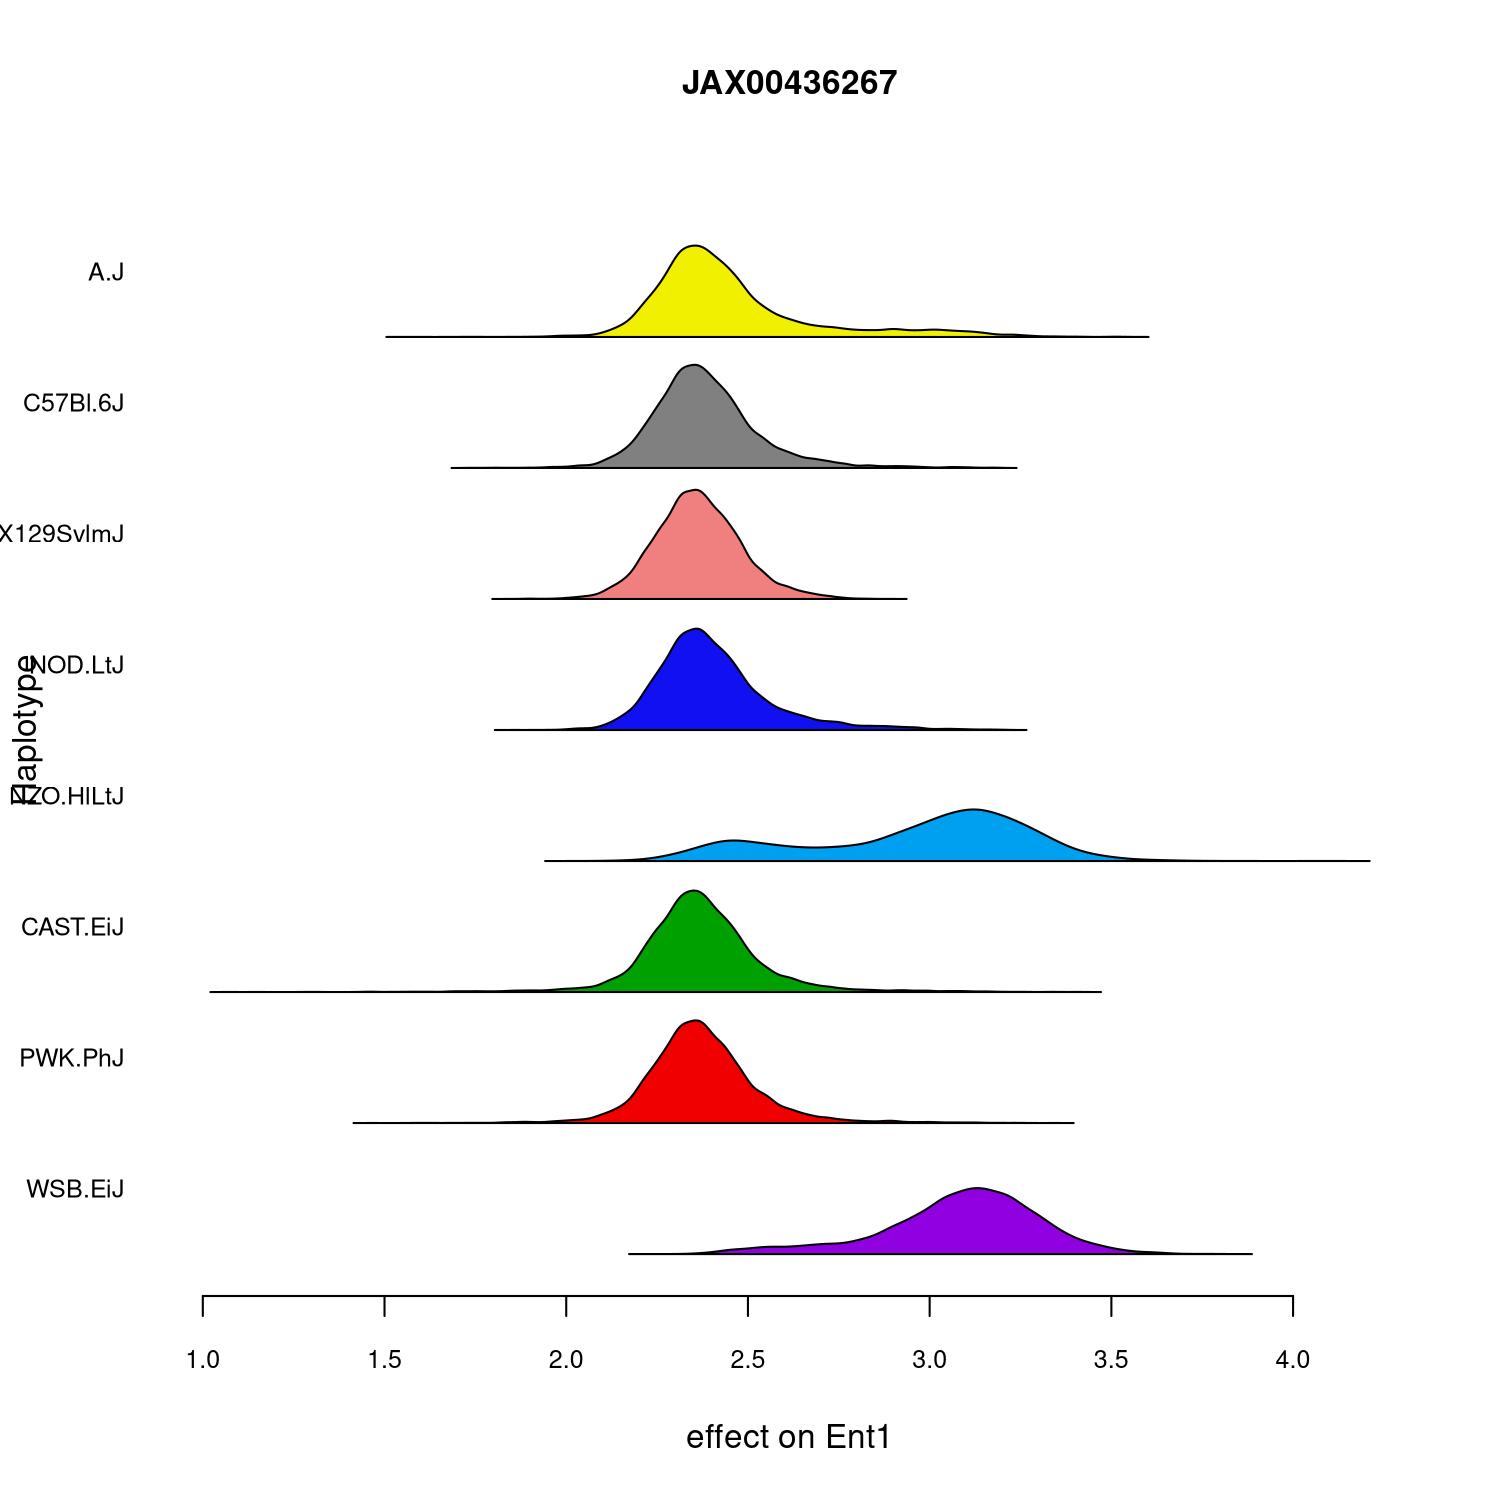 JAX00436267
A.J
C57Bl.6J
X129SvImJ
NOD.LtJ
Haplotype
NZO.HILtJ
CAST.EiJ
PWK.PhJ
WSB.EiJ
1.0 1.5 2.0 2.5 3.0 3.5 4.0
effect on Ent1